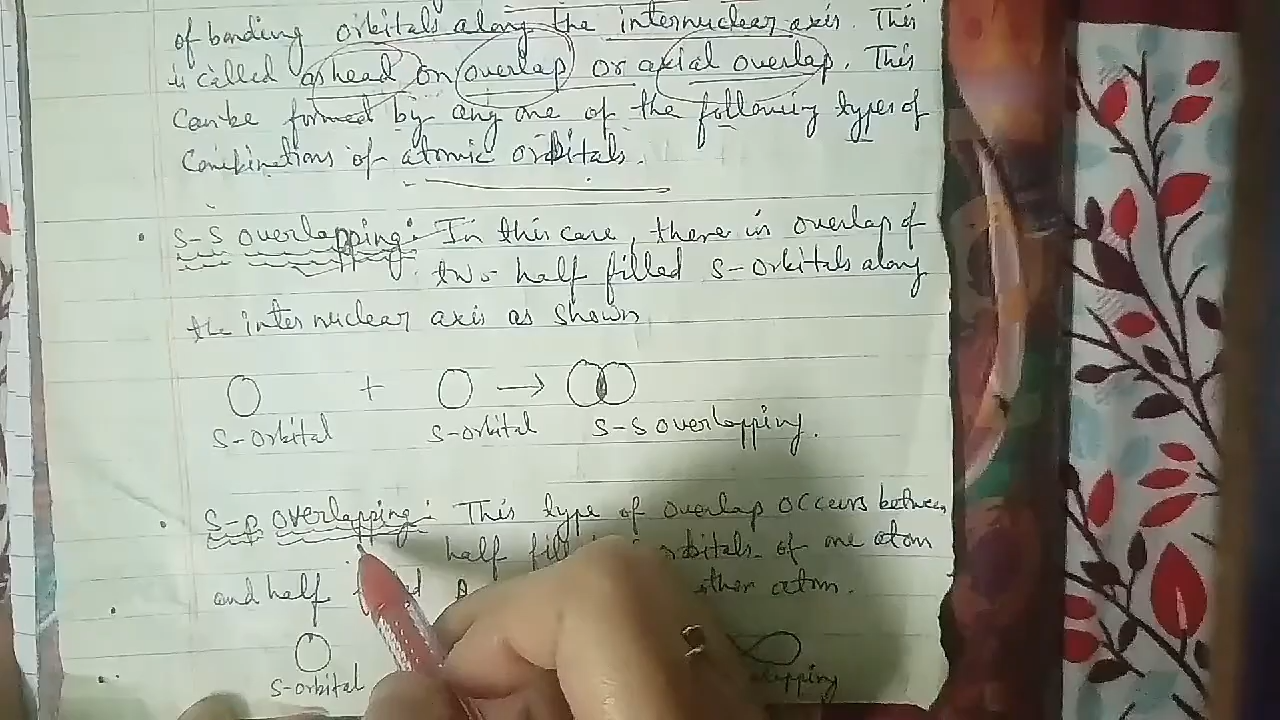 of bonding orbitals along the internuclear axis. This
is called as head on overlap or axial overlap. This
can be formed by any one of the following types of
Combinations of atomic orbitals.
S-S overlapping: In this case, there is overlap of
two half filled s-orbitals along
the internuclear axis as shown
+ →
S-orbital S-orbital S-S overlapping.
S-p overlapping: This type of overlap occurs between
half orbitals of one atom
and half other atom.
S-orbital